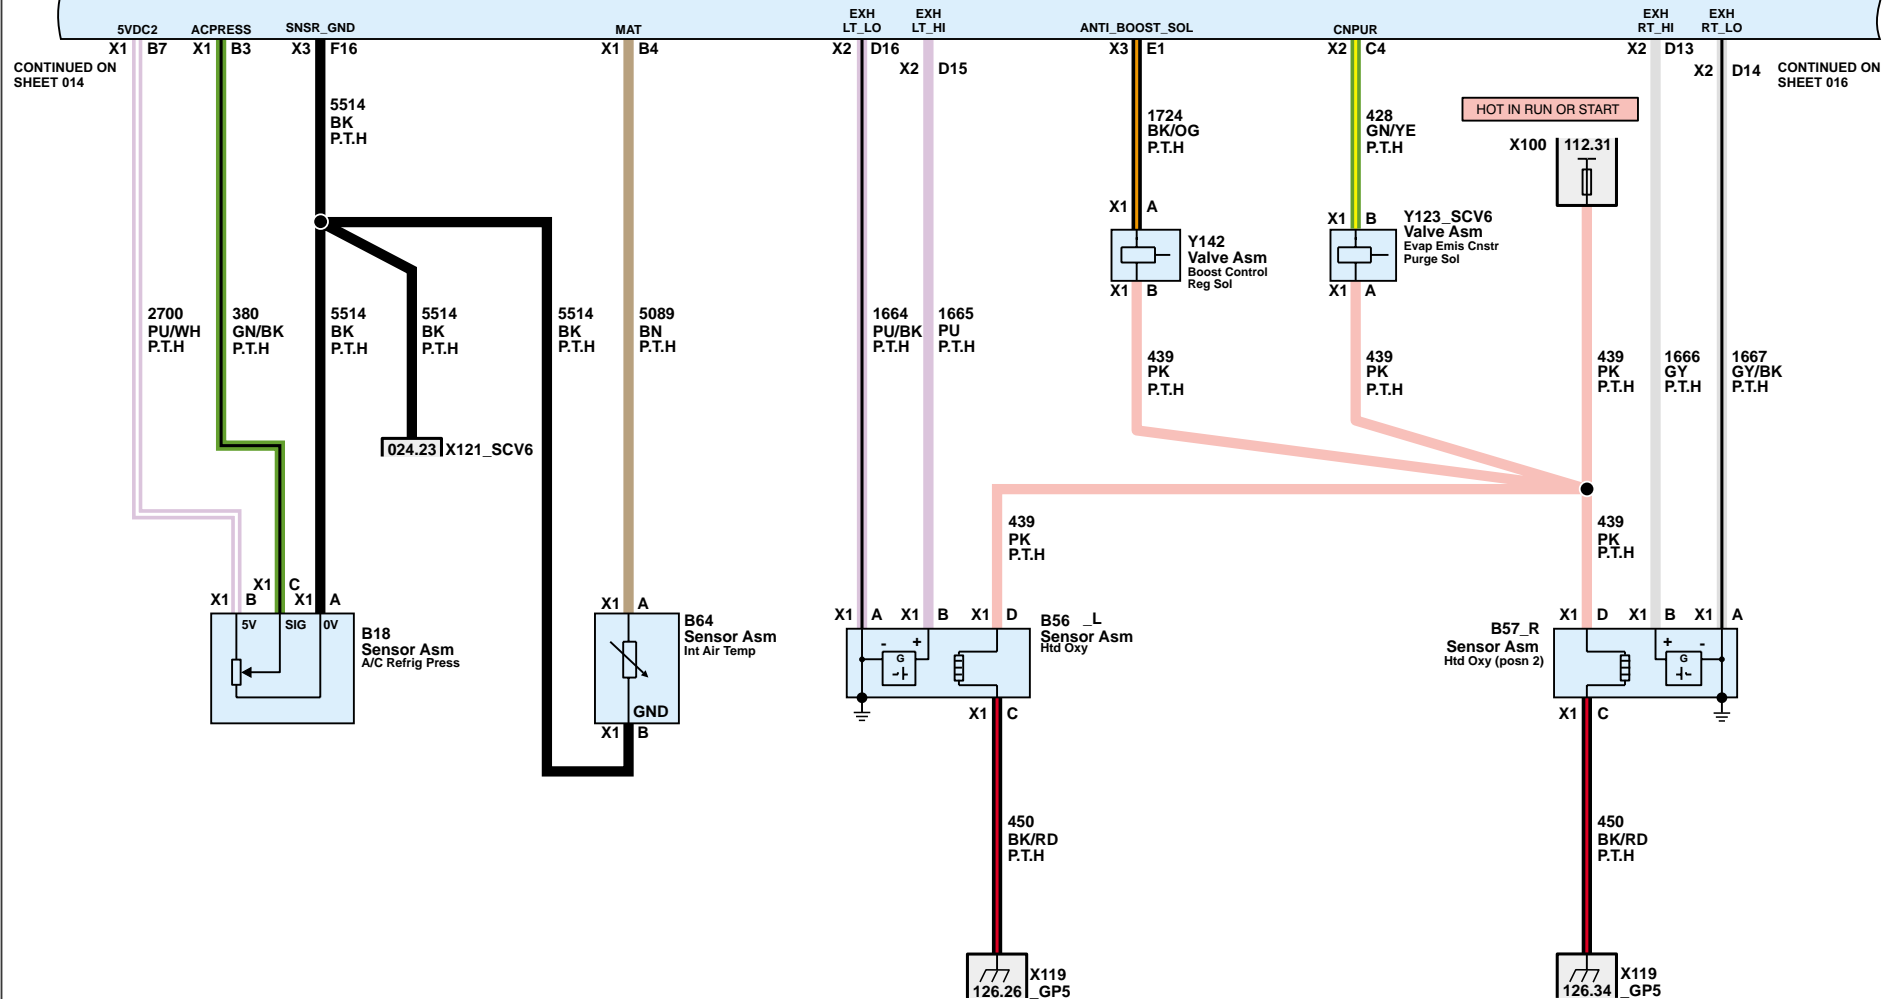 5VDC2
ACPRESS
SNSR_GND
MAT
EXH
LT_LO
EXH
LT_HI
ANTI_BOOST_SOL
CNPUR
EXH
RT_HI
EXH
RT_LO
X1 B7
X1 B3
X3 F16
X1 B4
X2 D16
X2 D15
X3 E1
X2 C4
X2 D13
X2 D14
CONTINUED ON
SHEET 014
CONTINUED ON
SHEET 016
5514
BK
P.T.H
1724
BK/OG
P.T.H
428
GN/YE
P.T.H
HOT IN RUN OR START
X100 112.31
X1 A
Y142
Valve Asm
Boost Control
Reg Sol
X1 B
X1 B
Y123_SCV6
Valve Asm
Evap Emis Cnstr
Purge Sol
X1 A
2700
PU/WH
P.T.H
380
GN/BK
P.T.H
5514
BK
P.T.H
5514
BK
P.T.H
5514
BK
P.T.H
5089
BN
P.T.H
1664
PU/BK
P.T.H
1665
PU
P.T.H
439
PK
P.T.H
439
PK
P.T.H
439
PK
P.T.H
1666
GY
P.T.H
1667
GY/BK
P.T.H
024.23 X121_SCV6
439
PK
P.T.H
439
PK
P.T.H
X1 B
X1 C
X1 A
5V SIG 0V
B18
Sensor Asm
A/C Refrig Press
X1 A
B64
Sensor Asm
Int Air Temp
GND
X1 B
X1 A
X1 B
X1 D
- + G
B56 _L
Sensor Asm
Htd Oxy
X1 C
B57_R
Sensor Asm
Htd Oxy (posn 2)
X1 D
X1 B
X1 A
+ - G
X1 C
450
BK/RD
P.T.H
450
BK/RD
P.T.H
126.26
X119
_GP5
126.34
X119
_GP5